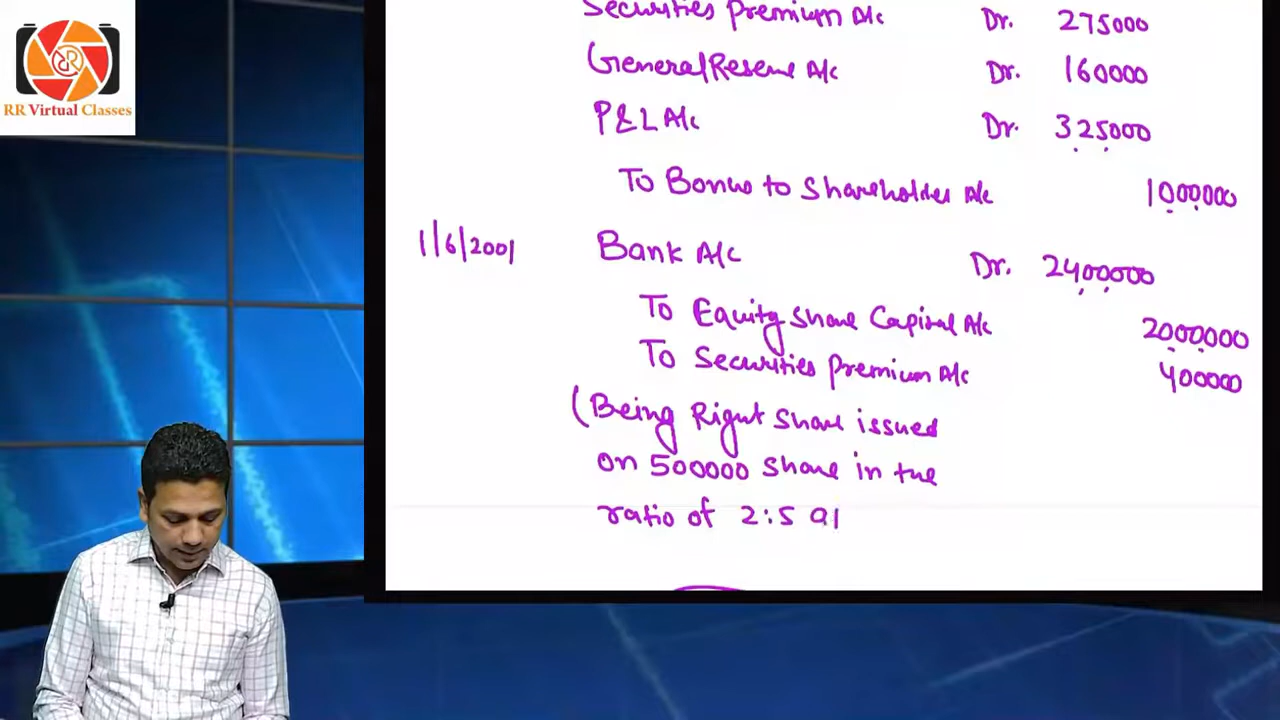 RR Virtual Classes
Securities Premium A/c Dr. 275000
General Reserve A/c Dr. 160000
P&L A/c Dr. 325000
To Bonus to Shareholder A/c 1000000
1/6/2001 Bank A/c Dr. 2400000
To Equity Share Capital A/c 2000000
To Securities Premium A/c 400000
(Being Right Share issued
on 500000 Share in the
ratio of 2:5 a